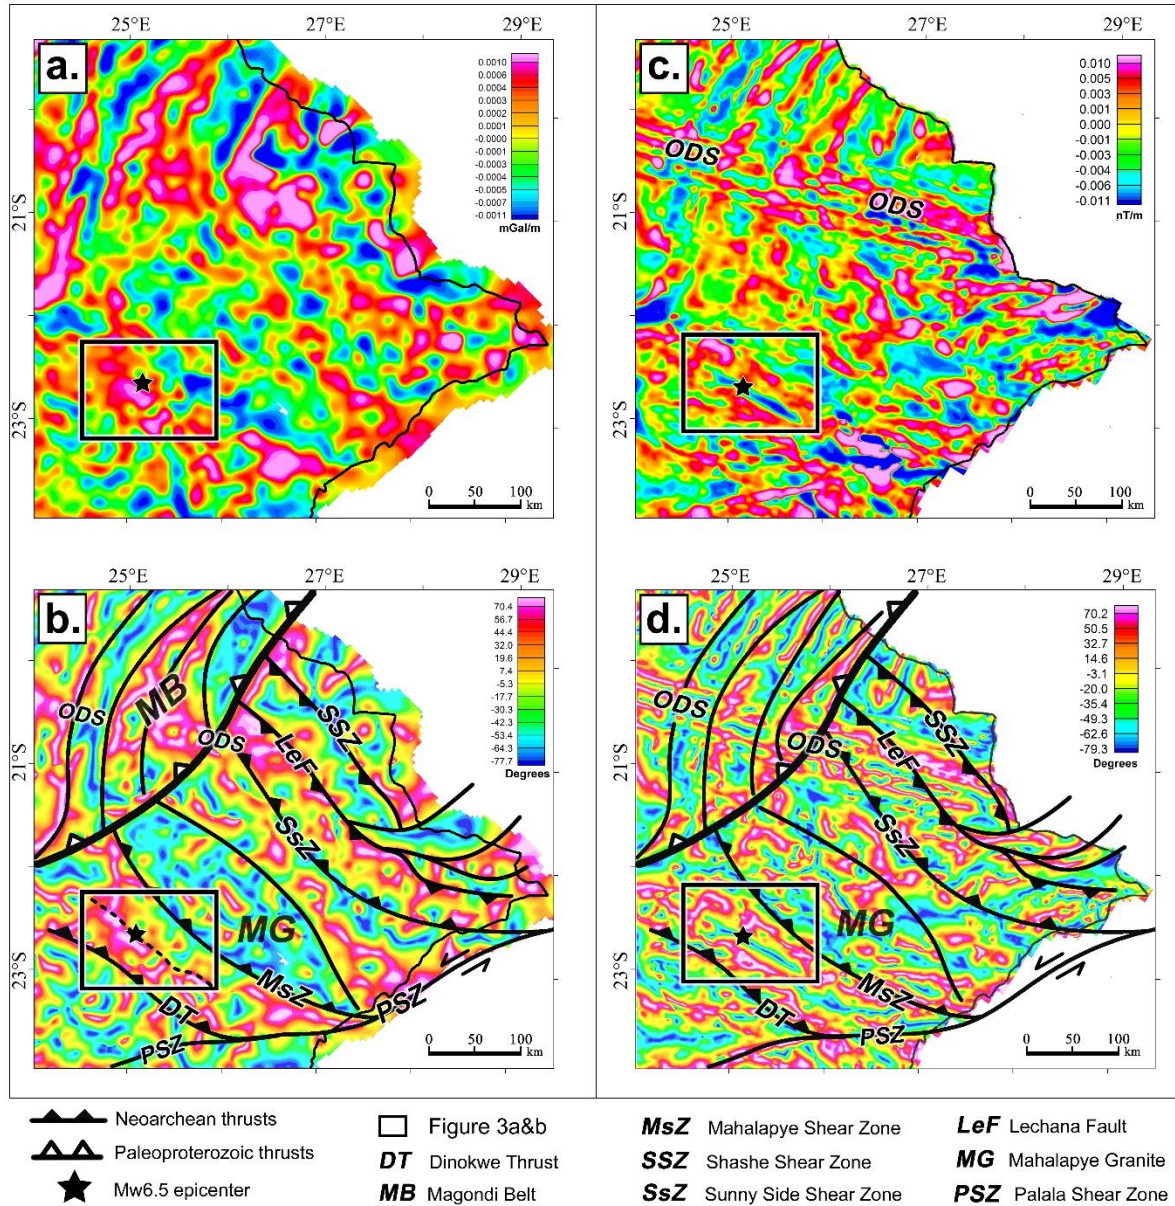 25°E 27°E 29°E
25°E 27°E 29°E
a.
0.0010
0.0006
0.0004
0.0003
0.0002
0.0001
-0.0000
-0.0001
-0.0003
-0.0004
-0.0005
-0.0007
-0.0011
mGal/m
21°S
23°S
0 50 100
km
c.
0.010
0.005
0.003
0.001
0.000
-0.001
-0.003
-0.004
-0.006
-0.011
nT/m
ODS
ODS
21°S
23°S
0 50 100
km
25°E 27°E 29°E
25°E 27°E 29°E
b.
70.4
56.7
44.4
32.0
19.6
7.4
-5.3
-17.7
-30.0
-41.0
-53.4
-64.3
-77.7
Degrees
MB
ODS
ODS
SSZ
LeF
SsZ
MG
MsZ
DT
PSZ
PSZ
21°S
23°S
0 50 100
km
d.
70.2
50.5
32.7
14.6
-3.1
-20.0
-35.4
-49.3
-62.6
-79.3
Degrees
ODS
ODS
SSZ
LeF
SsZ
MG
MsZ
DT
PSZ
21°S
23°S
0 50 100
km
Neoarchean thrusts
Paleoproterozoic thrusts
Mw6.5 epicenter
Figure 3a&b
DT Dinokwe Thrust
MB Magondi Belt
MsZ Mahalapye Shear Zone
SSZ Shashe Shear Zone
SsZ Sunny Side Shear Zone
LeF Lechana Fault
MG Mahalapye Granite
PSZ Palala Shear Zone